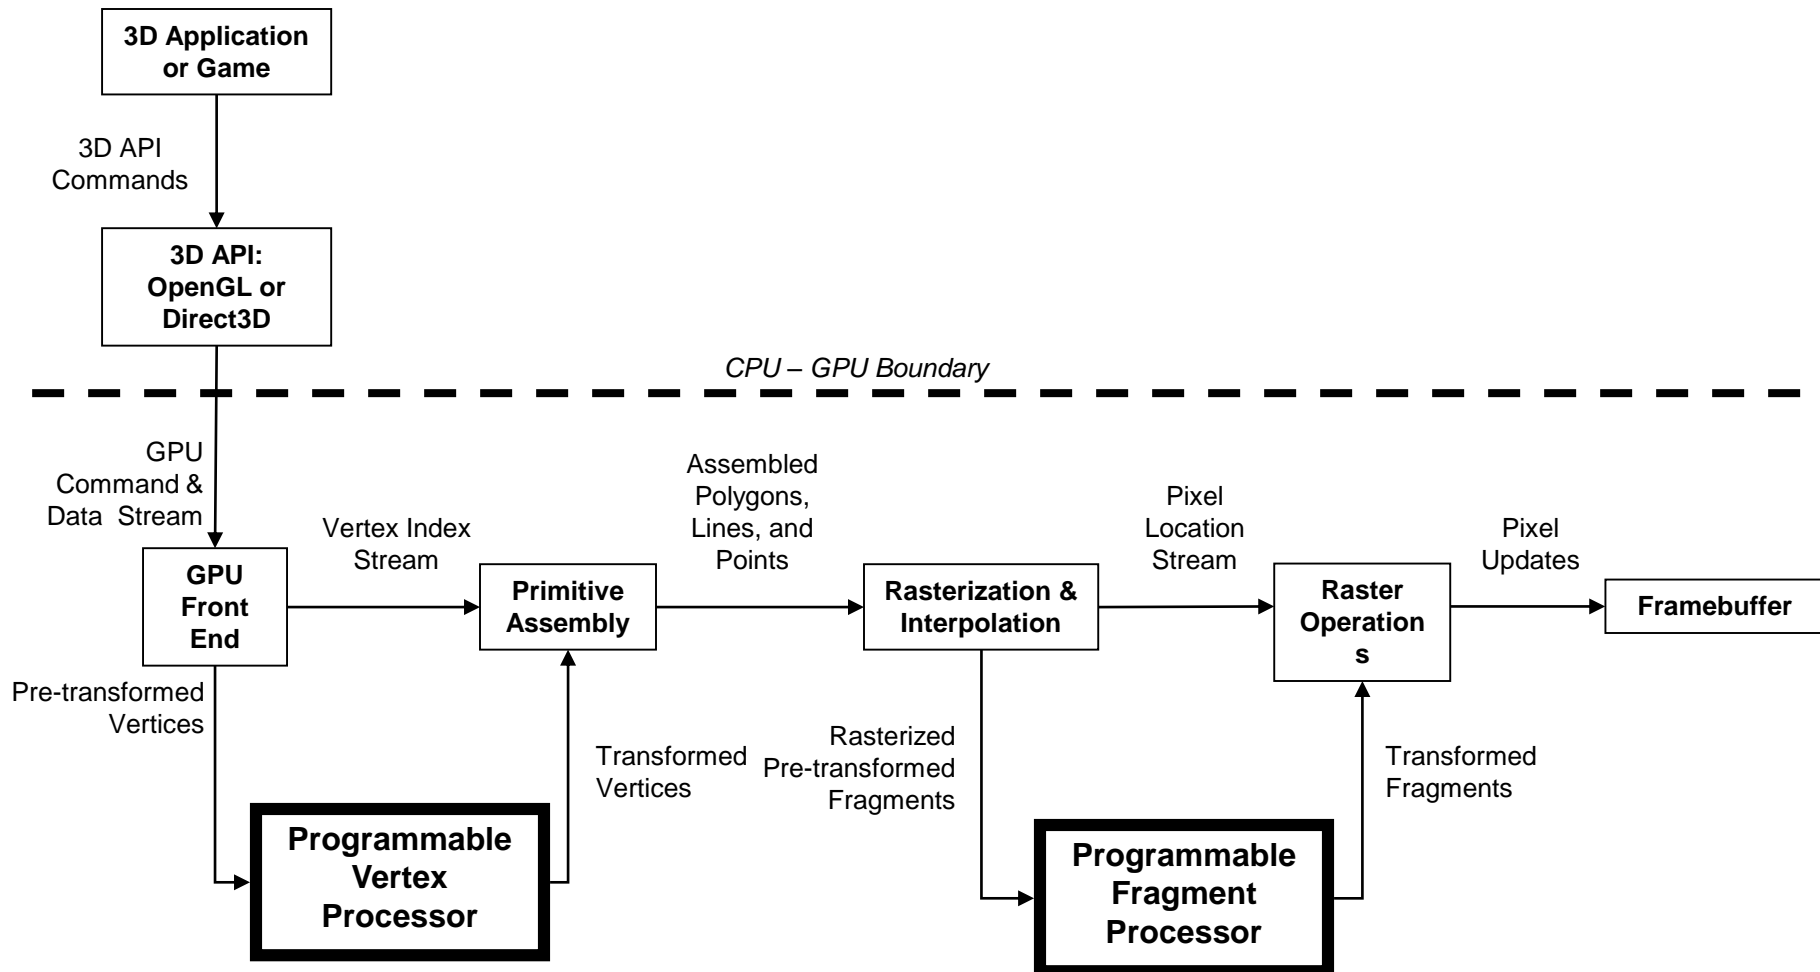 3D Application
or Game
3D API
Commands
3D API:
OpenGL or
Direct3D
CPU – GPU Boundary
GPU
Command &
Data Stream
Vertex Index
Stream
Assembled
Polygons,
Lines, and
Points
Pixel
Location
Stream
Pixel
Updates
GPU
Front
End
Primitive
Assembly
Rasterization &
Interpolation
Raster
Operation
s
Framebuffer
Pre-transformed
Vertices
Transformed
Vertices
Rasterized
Pre-transformed
Fragments
Transformed
Fragments
Programmable
Vertex
Processor
Programmable
Fragment
Processor